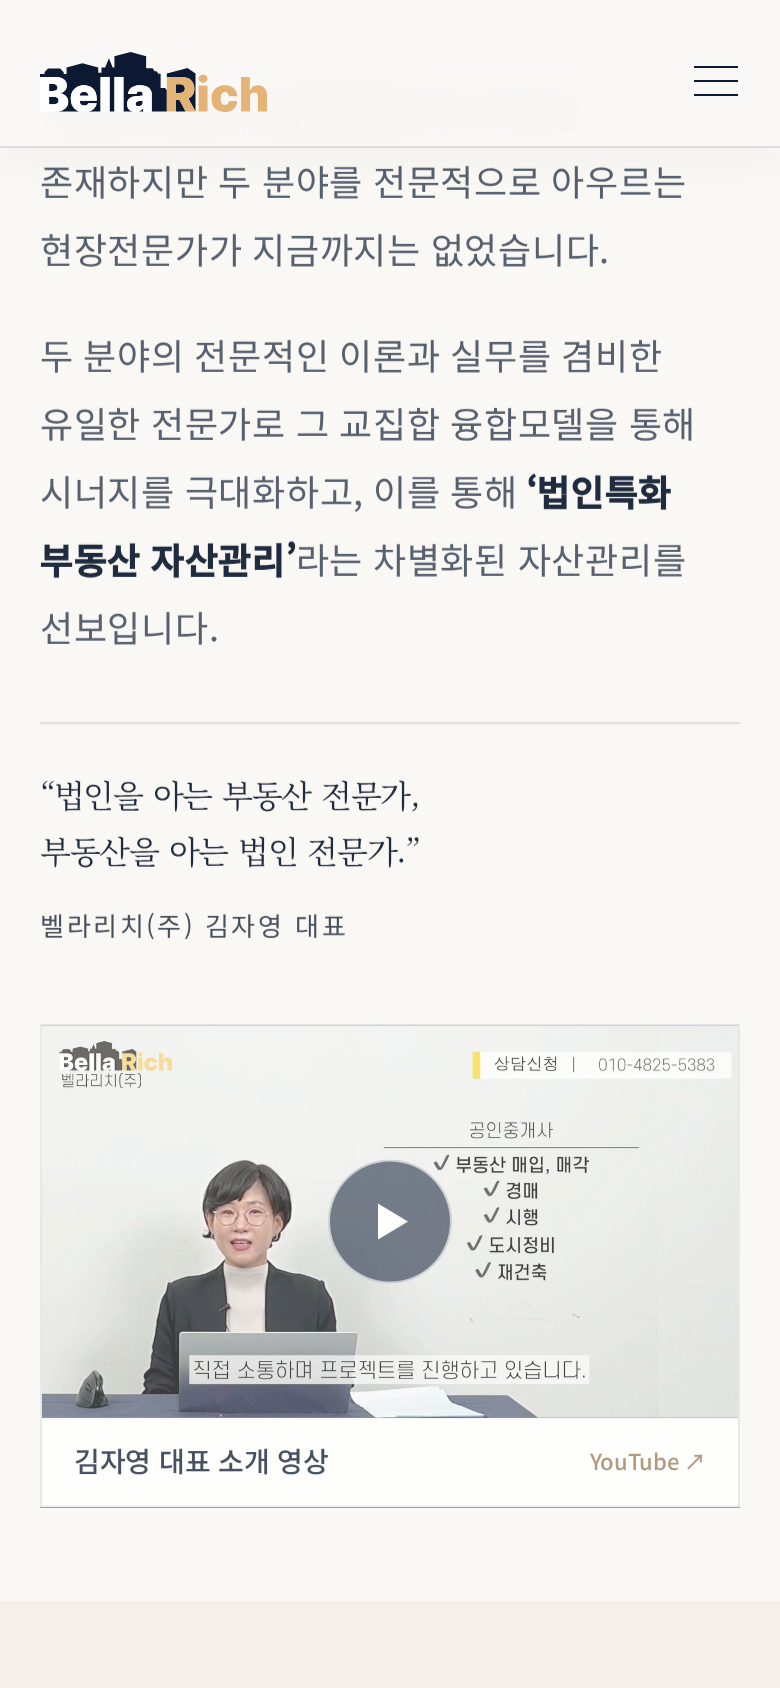 Bella Rich
존재하지만 두 분야를 전문적으로 아우르는
현장전문가가 지금까지는 없었습니다.
두 분야의 전문적인 이론과 실무를 겸비한
유일한 전문가로 그 교집합 융합모델을 통해
시너지를 극대화하고, 이를 통해 ‘법인특화
부동산 자산관리’라는 차별화된 자산관리를
선보입니다.
“법인을 아는 부동산 전문가,
부동산을 아는 법인 전문가.”
벨라리치(주) 김자영 대표
Bella Rich
벨라리치(주)
상담신청 | 010-4825-5383
공인중개사
✓ 부동산 매입, 매각
✓ 경매
✓ 시행
✓ 도시정비
✓ 재건축
직접 소통하며 프로젝트를 진행하고 있습니다.
김자영 대표 소개 영상
YouTube ↗